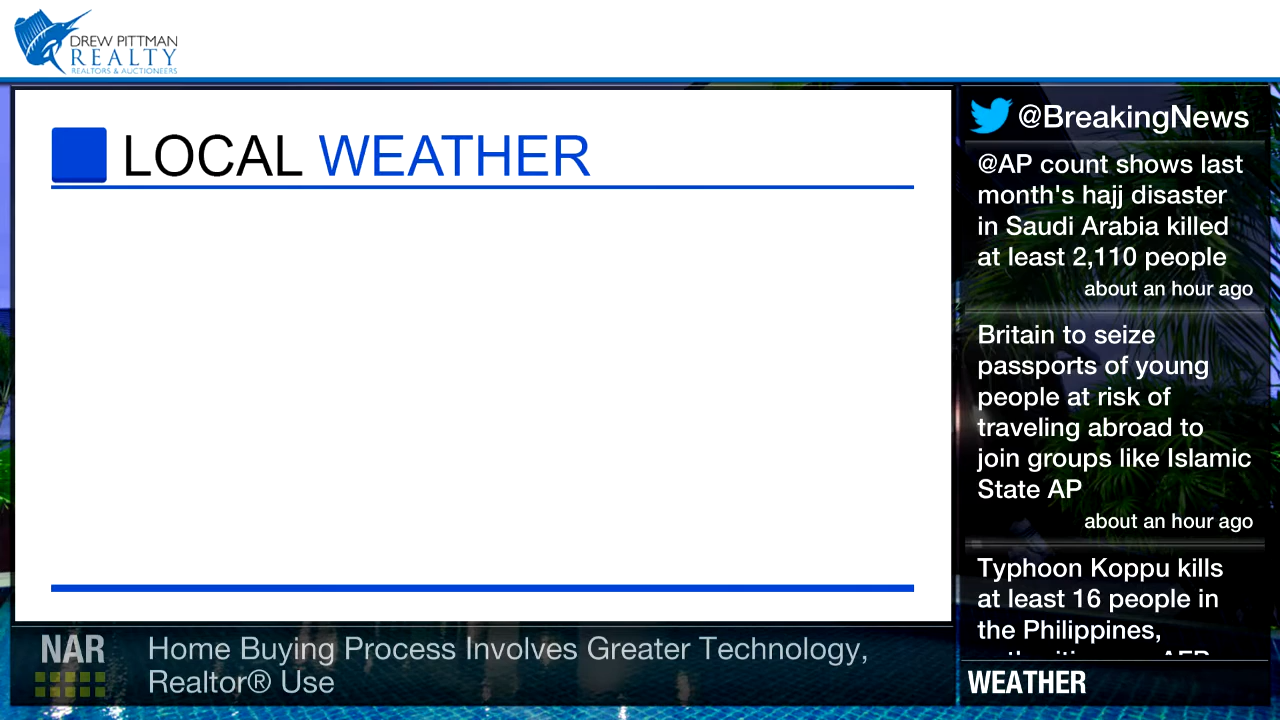 DREW PITTMAN
REALTY
REALTORS & AUCTIONEERS
LOCAL WEATHER
@BreakingNews
@AP count shows last
month's hajj disaster
in Saudi Arabia killed
at least 2,110 people
about an hour ago
Britain to seize
passports of young
people at risk of
traveling abroad to
join groups like Islamic
State AP
about an hour ago
Typhoon Koppu kills
at least 16 people in
the Philippines,
NAR
Home Buying Process Involves Greater Technology,
Realtor® Use
WEATHER